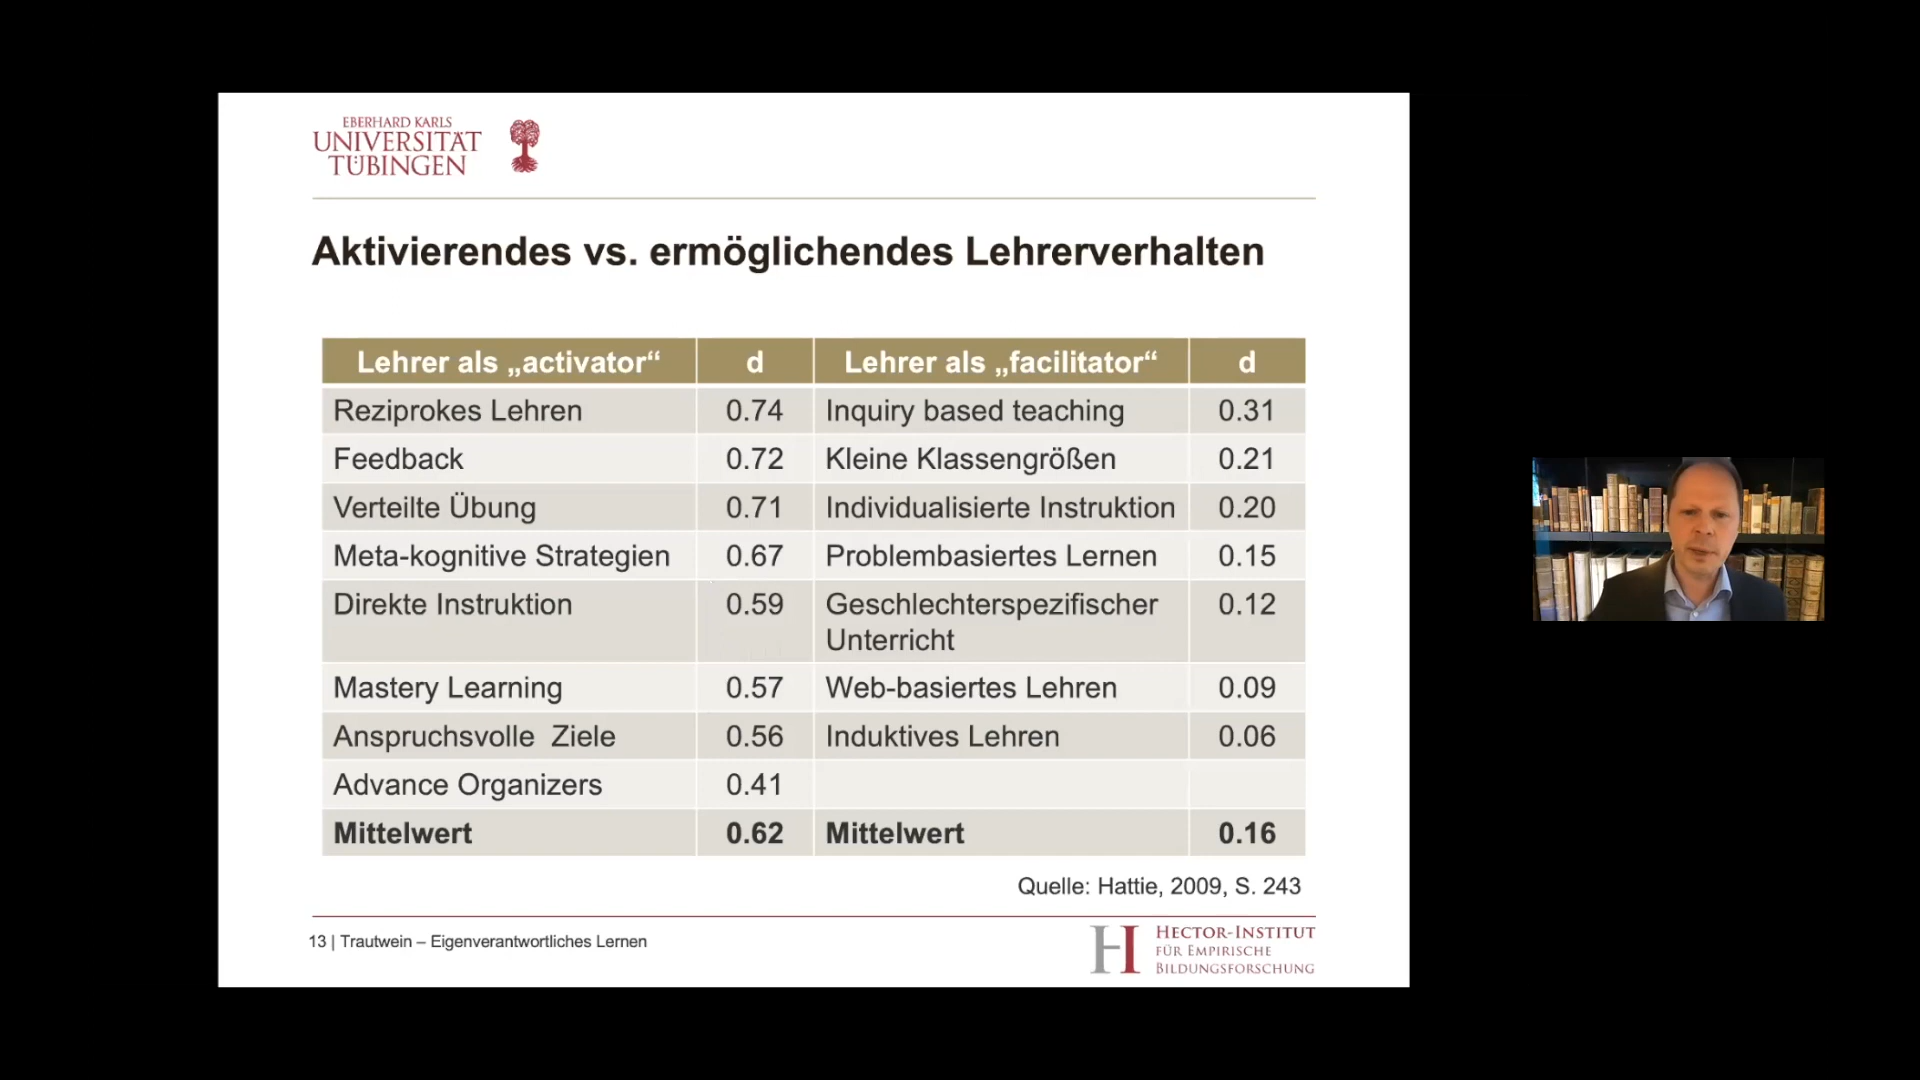 EBERHARD KARLS
UNIVERSITÄT
TÜBINGEN
Aktivierendes vs. ermöglichendes Lehrerverhalten
Lehrer als „activator“ d Lehrer als „facilitator“ d
Reziprokes Lehren 0.74 Inquiry based teaching 0.31
Feedback 0.72 Kleine Klassengrößen 0.21
Verteilte Übung 0.71 Individualisierte Instruktion 0.20
Meta-kognitive Strategien 0.67 Problembasiertes Lernen 0.15
Direkte Instruktion 0.59 Geschlechterspezifischer 0.12
Unterricht
Mastery Learning 0.57 Web-basiertes Lehren 0.09
Anspruchsvolle Ziele 0.56 Induktives Lehren 0.06
Advance Organizers 0.41
Mittelwert 0.62 Mittelwert 0.16
Quelle: Hattie, 2009, S. 243
13 | Trautwein – Eigenverantwortliches Lernen
HECTOR-INSTITUT
FÜR EMPIRISCHE
BILDUNGSFORSCHUNG